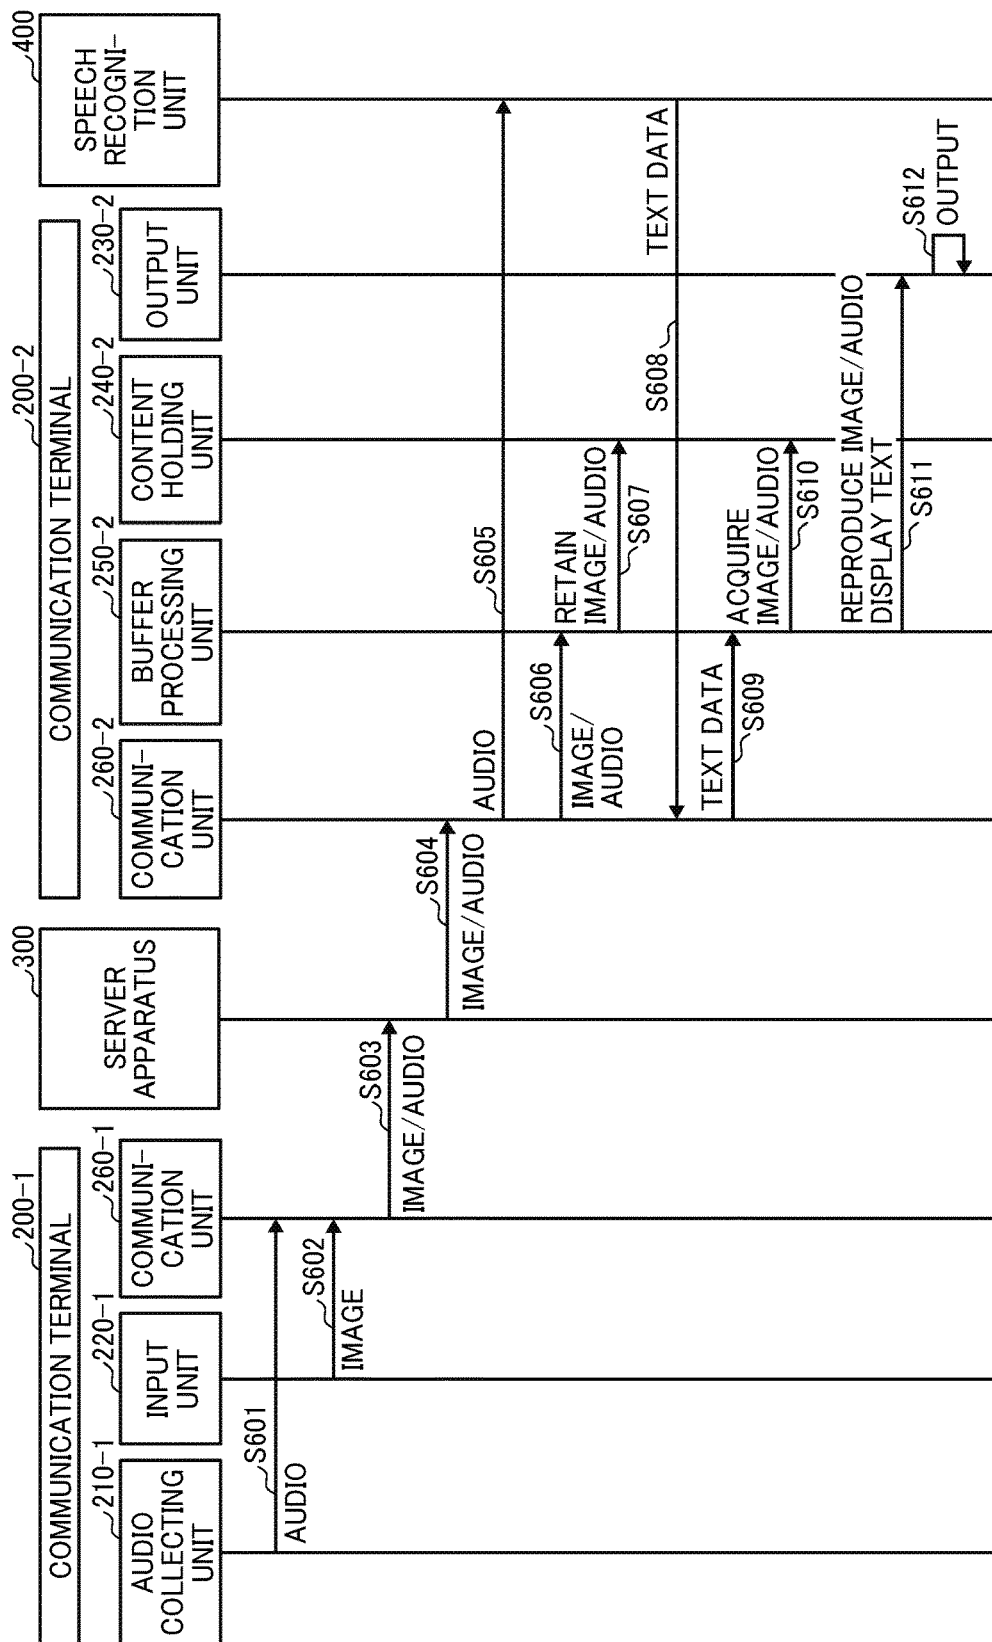 200-1
COMMUNICATION TERMINAL
210-1
AUDIO
COLLECTING
UNIT
220-1
INPUT
UNIT
260-1
COMMUNI-
CATION
UNIT
300
SERVER
APPARATUS
200-2
COMMUNICATION TERMINAL
260-2
COMMUNI-
CATION
UNIT
250-2
BUFFER
PROCESSING
UNIT
240-2
CONTENT
HOLDING
UNIT
230-2
OUTPUT
UNIT
400
SPEECH
RECOGNI-
TION
UNIT
S601
AUDIO
S602
IMAGE
S603
IMAGE/AUDIO
S604
IMAGE/AUDIO
AUDIO
S605
S606
IMAGE/
AUDIO
RETAIN
IMAGE/AUDIO
S607
TEXT DATA
S608
TEXT DATA
S609
ACQUIRE
IMAGE/AUDIO
S610
REPRODUCE IMAGE/AUDIO
DISPLAY TEXT
S611
S612
OUTPUT